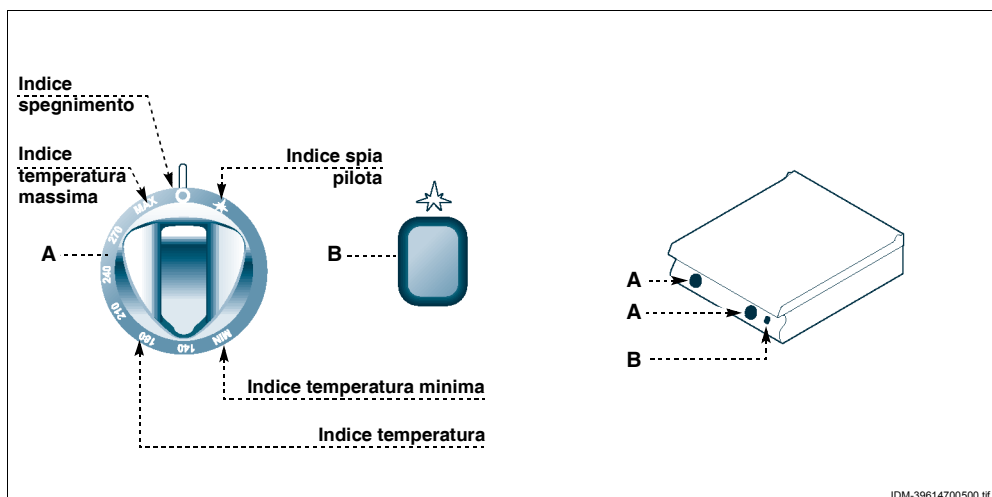 Indice
spegnimento
Indice
temperatura
massima
Indice spia
pilota
MAX
270
240
210
180
140
MIN
A
B
A
A
B
Indice temperatura minima
Indice temperatura
IDM-39614700500.tif